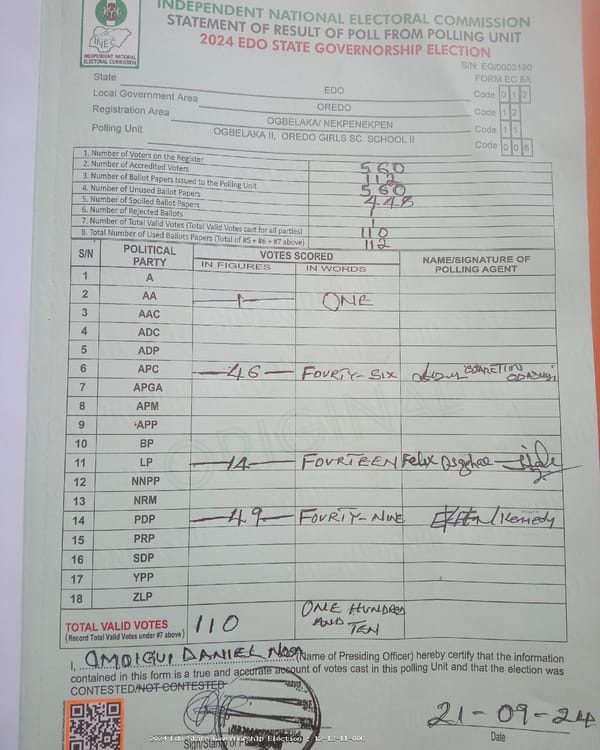 INDEPENDENT NATIONAL ELECTORAL COMMISSION
STATEMENT OF RESULT OF POLL FROM POLLING UNIT
2024 EDO STATE GOVERNORSHIP ELECTION
INEC
INDEPENDENT NATIONAL
ELECTORAL COMMISSION
S/N: EG/0003190
FORM EC 8A
State EDO Code 0 1 2
Local Government Area OREDO Code 1 2
Registration Area OGBELAKA/ NEKPENEKPEN Code 1 1
Polling Unit OGBELAKA II, OREDO GIRLS SC. SCHOOL II Code 0 0 6
1. Number of Voters on the Register 560
2. Number of Accredited Voters 112
3. Number of Ballot Papers Issued to the Polling Unit 560
4. Number of Unused Ballot Papers 448
5. Number of Spoiled Ballot Papers 1
6. Number of Rejected Ballots 1
7. Number of Total Valid Votes (Total Valid Votes cast for all parties) 110
8. Total Number of Used Ballots Papers (Total of #5 + #6 + #7 above) 112
S/N POLITICAL PARTY VOTES SCORED NAME/SIGNATURE OF POLLING AGENT
IN FIGURES IN WORDS
1 A
2 AA 1 ONE
3 AAC
4 ADC
5 ADP
6 APC 46 FOURTY-SIX
7 APGA
8 APM
9 APP
10 BP
11 LP 14 FOURTEEN Felix
12 NNPP
13 NRM
14 PDP 49 FOURTY-NINE Kennedy
15 PRP
16 SDP
17 YPP
18 ZLP
TOTAL VALID VOTES 110 ONE HUNDRED AND TEN
(Record Total Valid Votes under #7 above)
I, OMOIGUI DANIEL NOSA (Name of Presiding Officer) hereby certify that the information
contained in this form is a true and accurate account of votes cast in this polling Unit and that the election was
CONTESTED/NOT CONTESTED
21-09-24
2024 Edo State Governorship Election
Sign/Stamp of Date